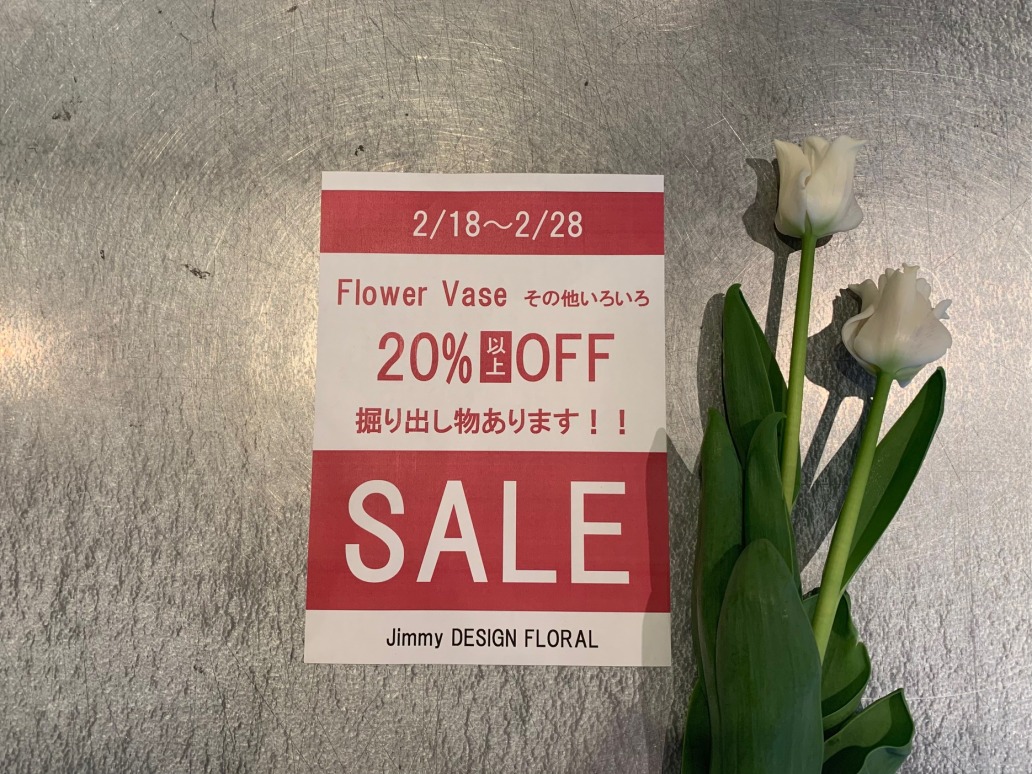 2/18～2/28
Flower Vase その他いろいろ
20%以上OFF
掘り出し物あります！！
SALE
Jimmy DESIGN FLORAL